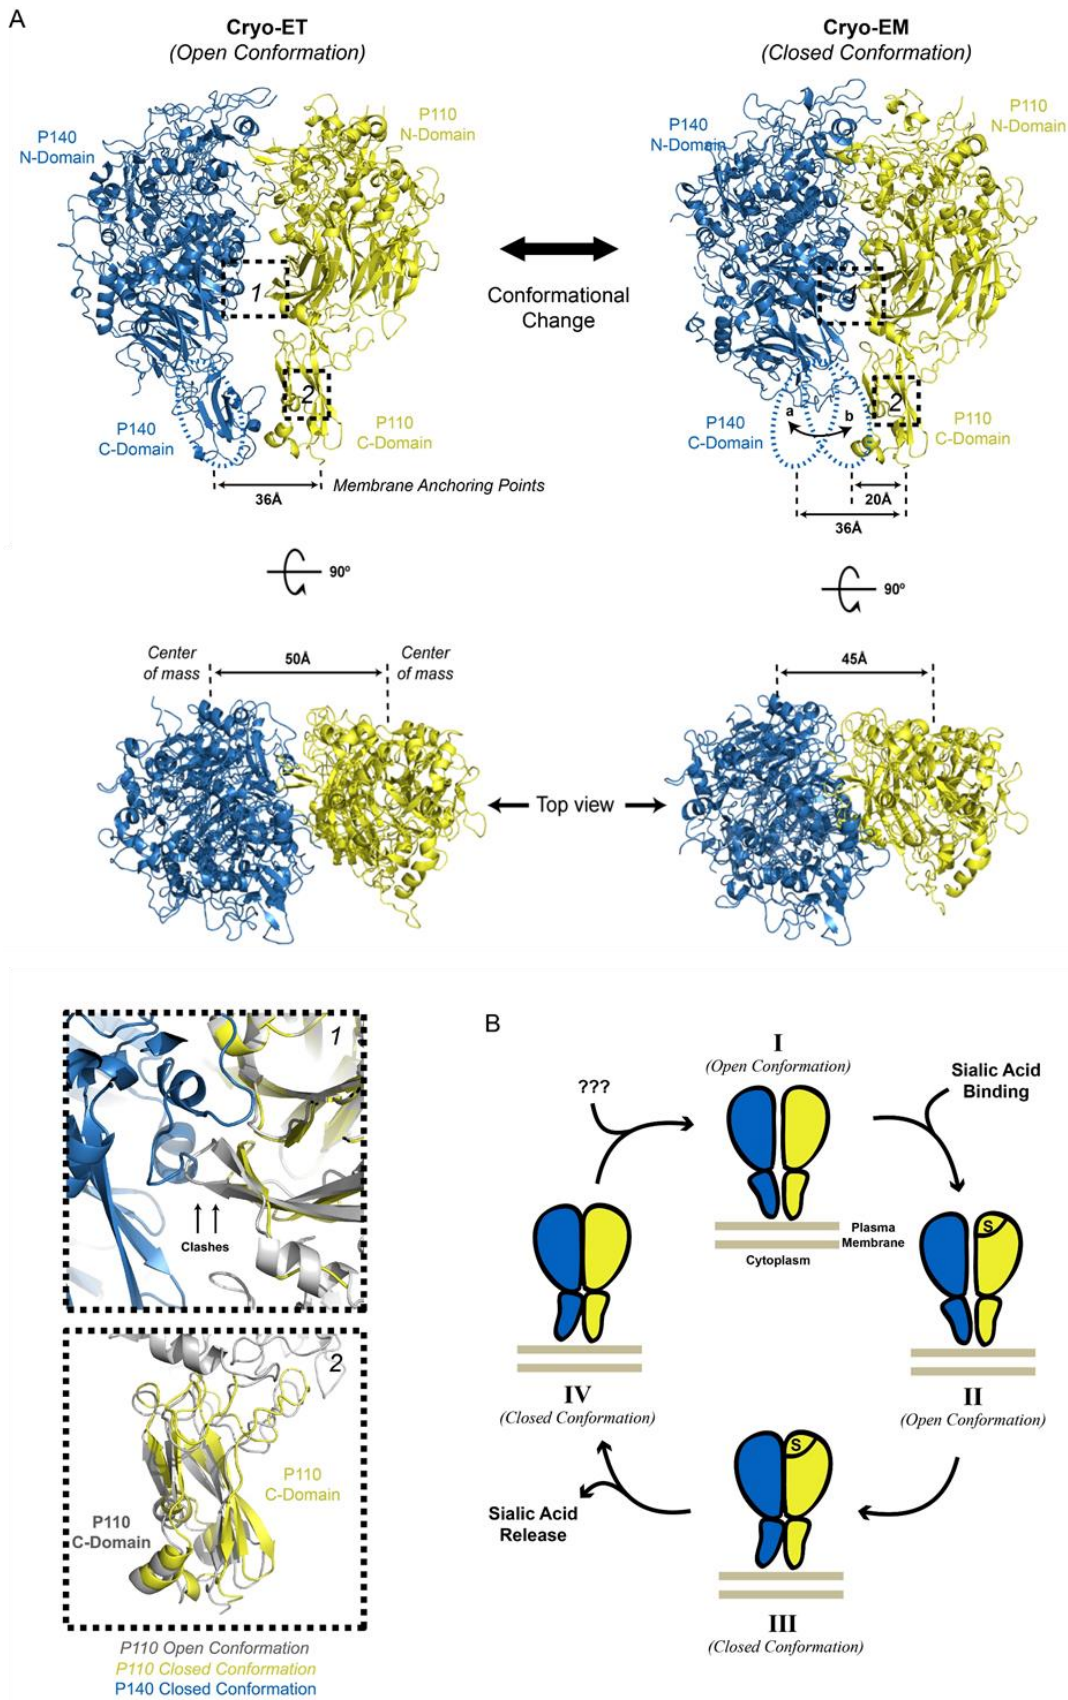 A
Cryo-ET
(Open Conformation)
Cryo-EM
(Closed Conformation)
P140
N-Domain
P110
N-Domain
P140
N-Domain
P110
N-Domain
1
Conformational
Change
1
2
2
P140
C-Domain
P110
C-Domain
P140
C-Domain
a
b
P110
C-Domain
36Å
Membrane Anchoring Points
20Å
36Å
90º
90º
Center
of mass
50Å
Center
of mass
45Å
Top view
1
Clashes
2
P110
C-Domain
P110
C-Domain
P110 Open Conformation
P110 Closed Conformation
P140 Closed Conformation
B
I
(Open Conformation)
???
Sialic Acid
Binding
Plasma
Membrane
Cytoplasm
S
IV
(Closed Conformation)
II
(Open Conformation)
S
Sialic Acid
Release
III
(Closed Conformation)